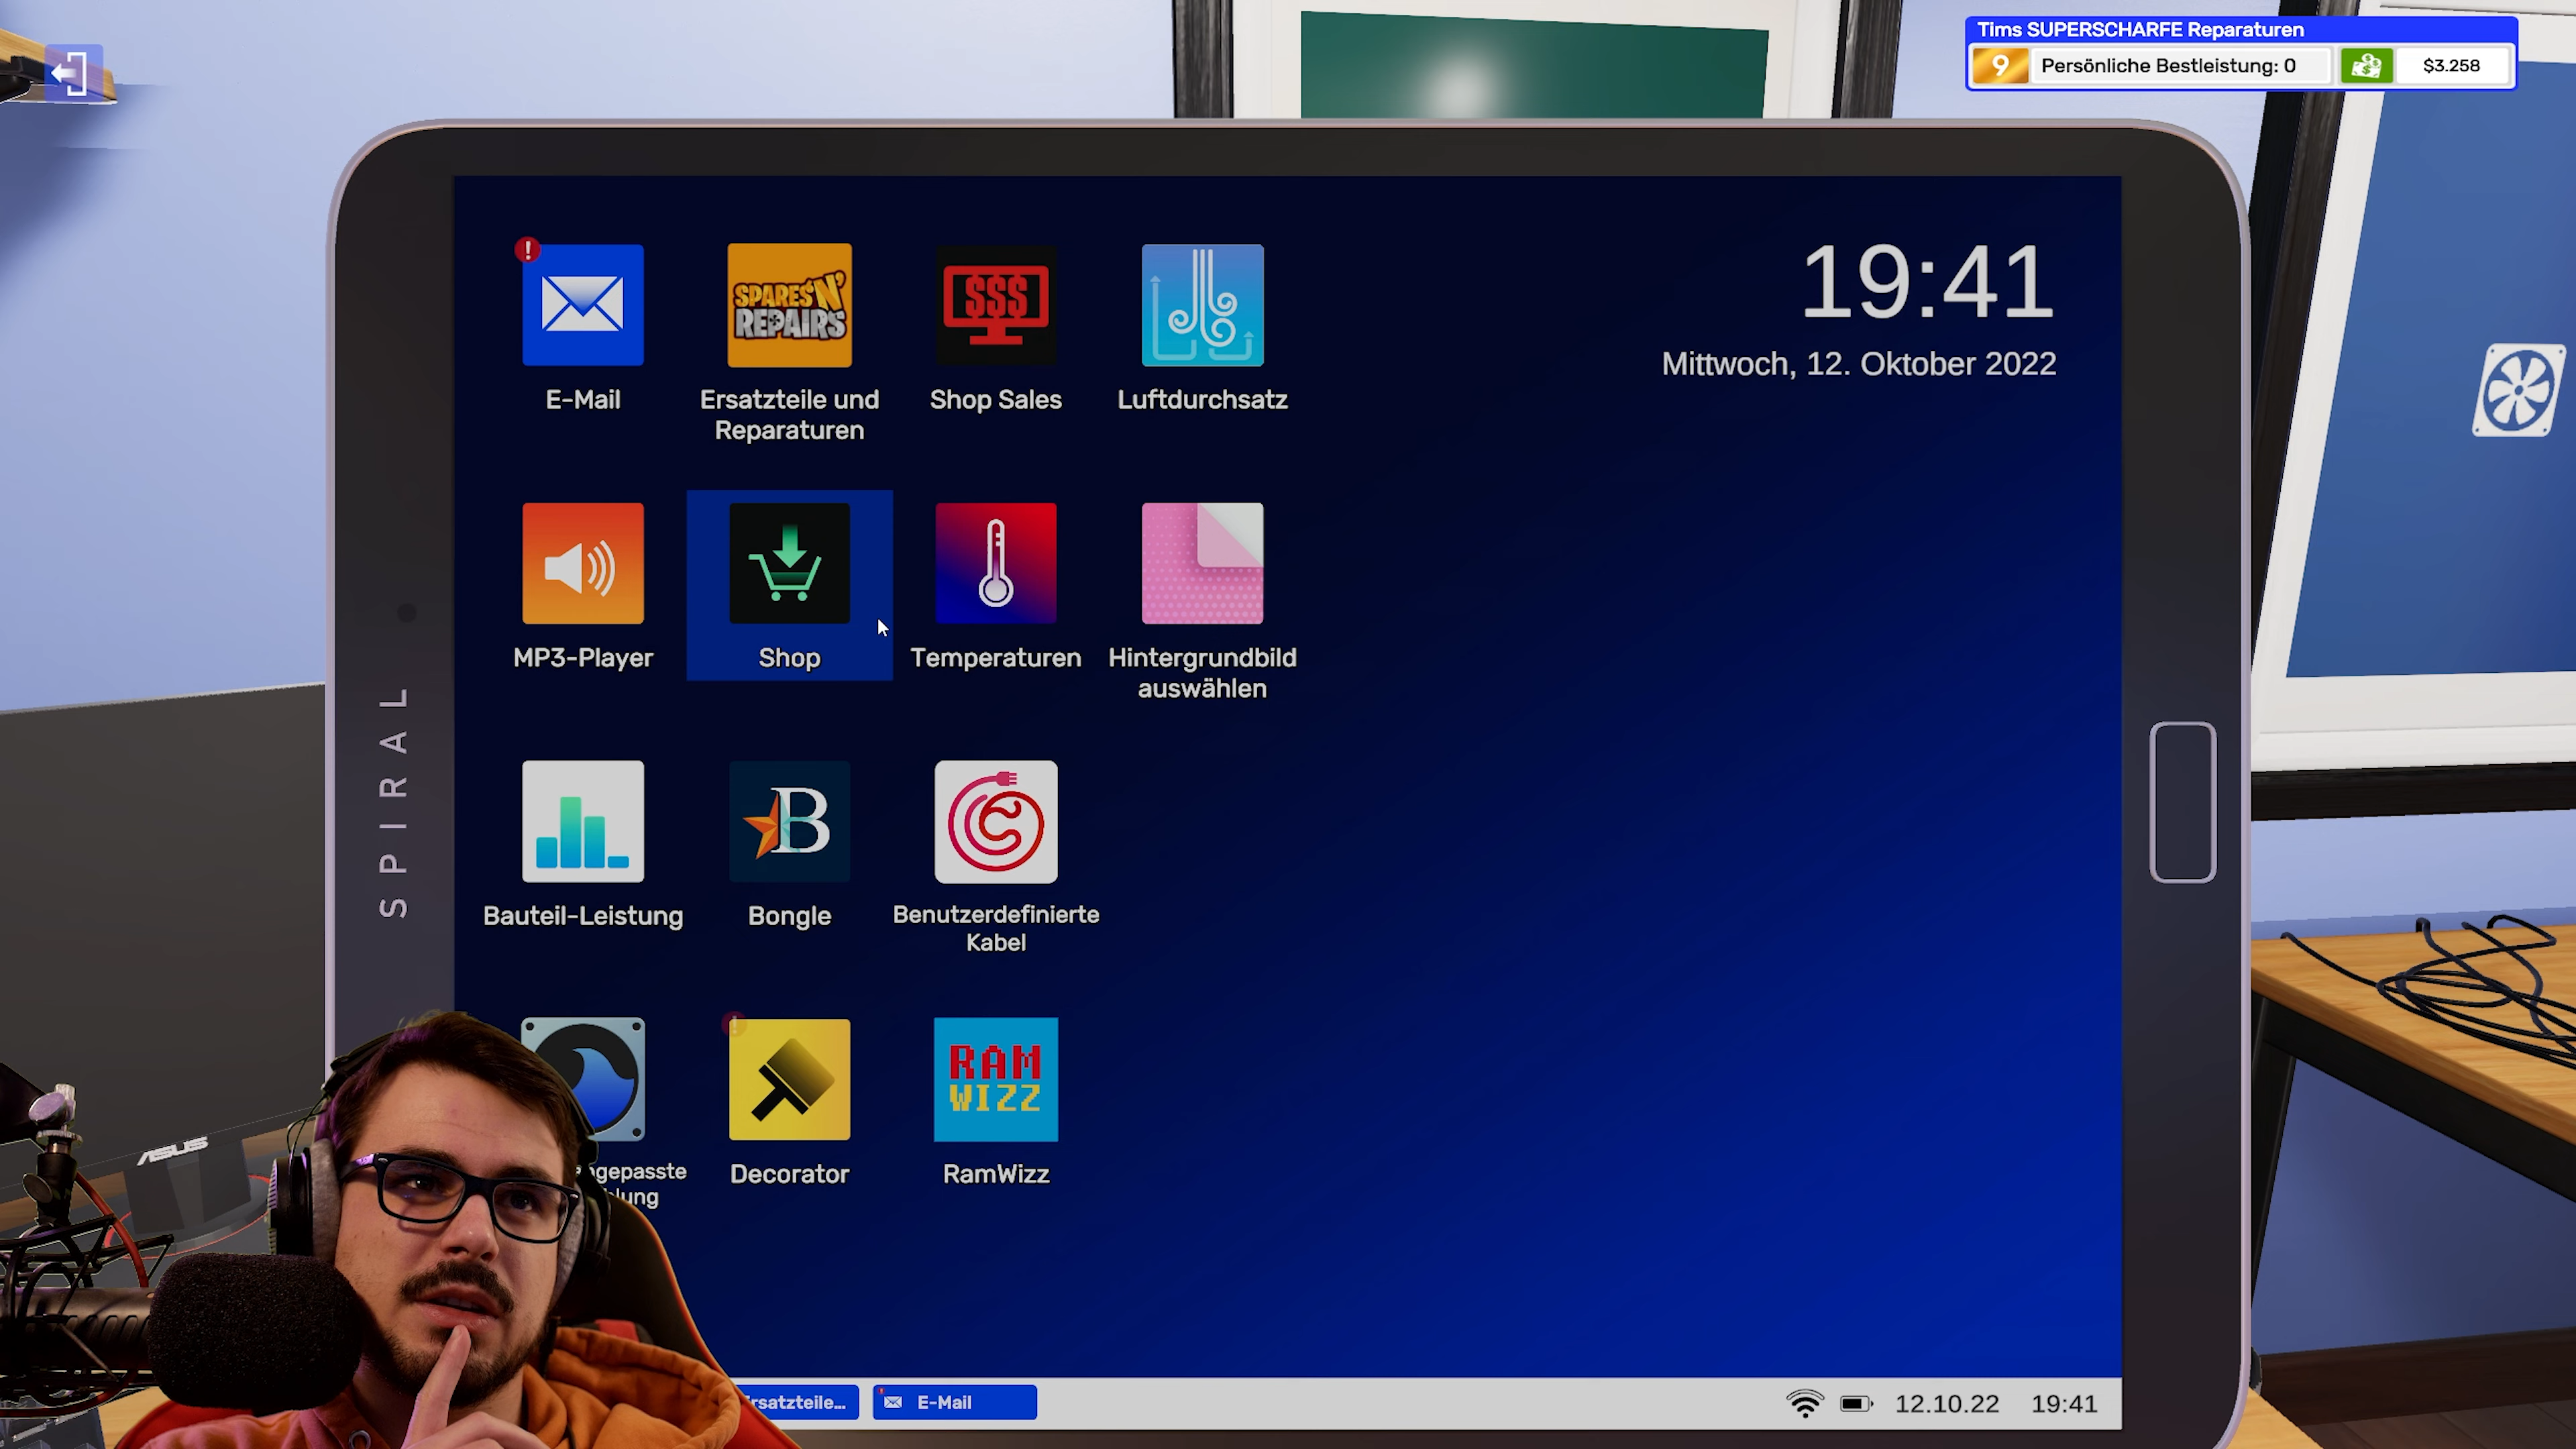 Tims SUPERSCHARFE Reparaturen
9 Persönliche Bestleistung: 0 $3.258
19:41
Mittwoch, 12. Oktober 2022
SPARES N' REPAIRS
$$$
E-Mail
Ersatzteile und Reparaturen
Shop Sales
Luftdurchsatz
MP3-Player
Shop
Temperaturen
Hintergrundbild auswählen
B
Bauteil-Leistung
Bongle
Benutzerdefinierte Kabel
RAM WIZZ
Decorator
RamWizz
SPIRAL
ASUS
E-Mail
12.10.22 19:41